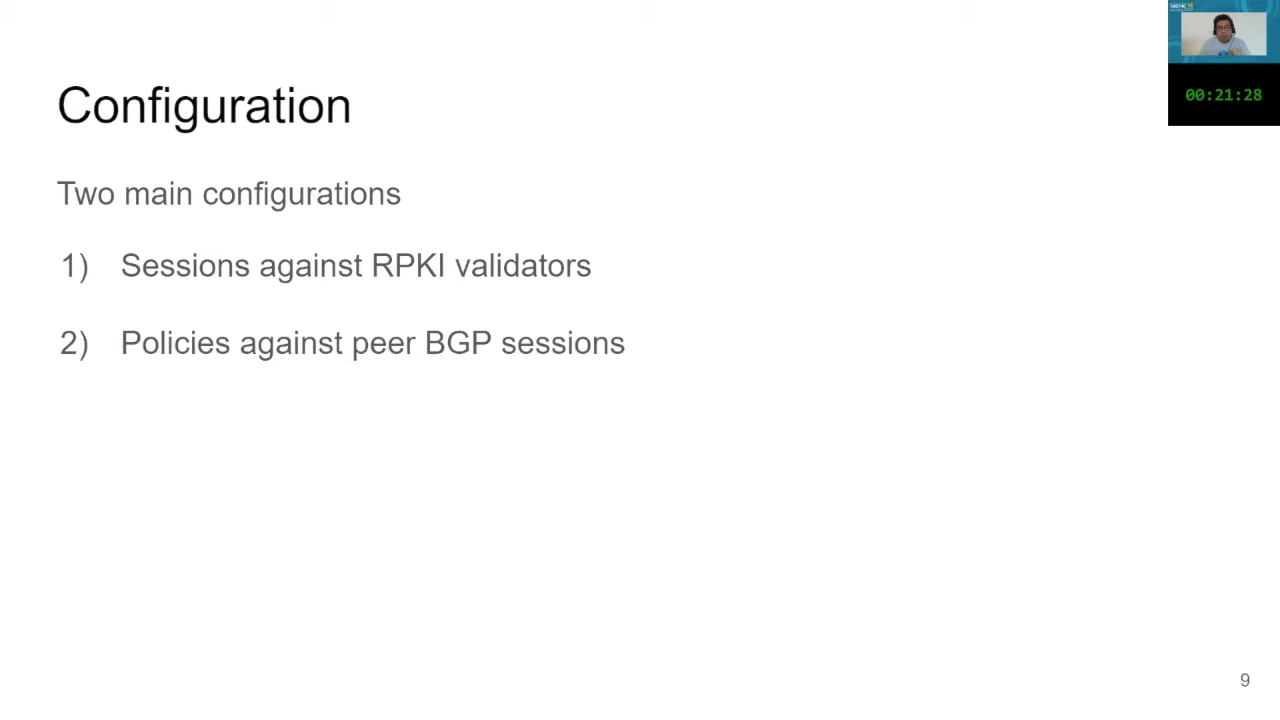 Configuration
Two main configurations
1) Sessions against RPKI validators
2) Policies against peer BGP sessions
00:21:28
9